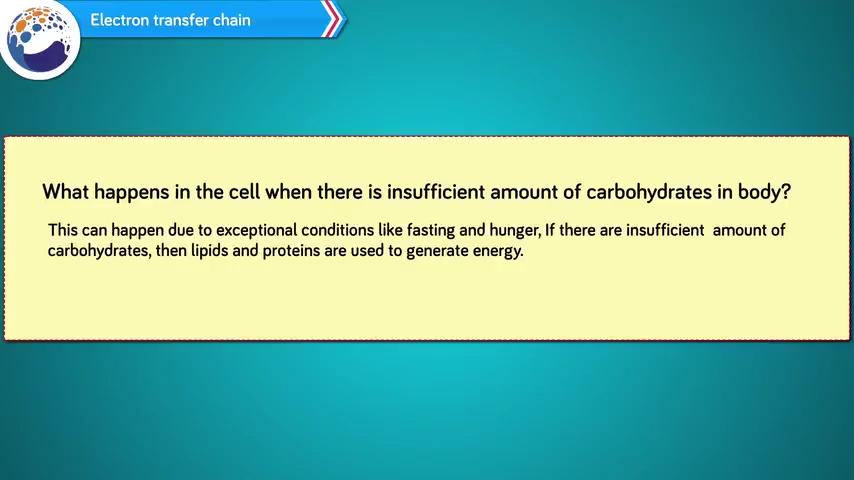 Electron transfer chain
What happens in the cell when there is insufficient amount of carbohydrates in body?
This can happen due to exceptional conditions like fasting and hunger, If there are insufficient amount of
carbohydrates, then lipids and proteins are used to generate energy.